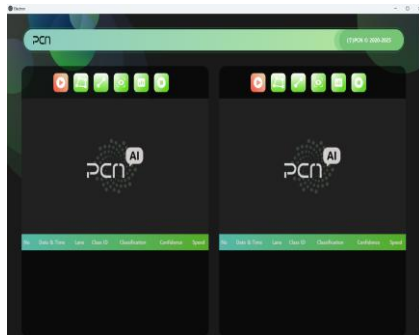 Electron
pcn
(T)PCN © 2020-2025
pcn AI
pcn AI
No Date & Time Lane Class ID Classification Confidence Speed
No Date & Time Lane Class ID Classification Confidence Speed